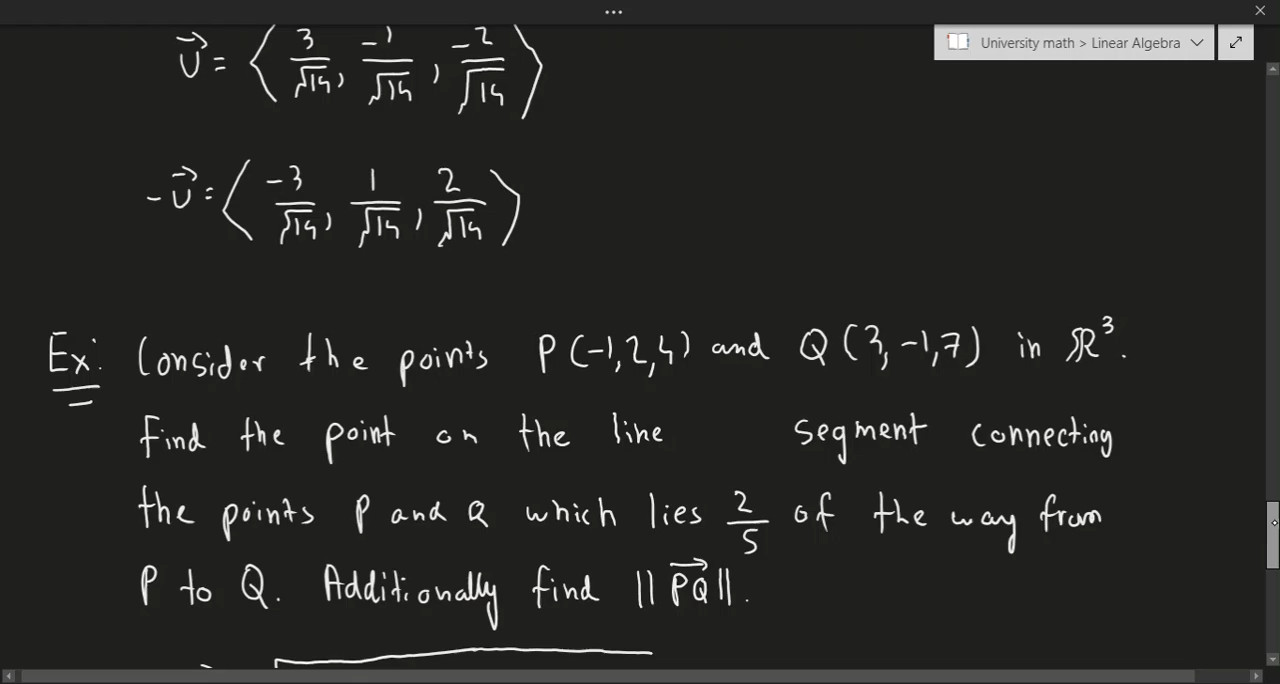 University math > Linear Algebra
U = ⟨ 3/√14, -1/√14, -2/√14 ⟩
-U = ⟨ -3/√14, 1/√14, 2/√14 ⟩
Ex: Consider the points P(-1,2,4) and Q(3,-1,7) in ℝ³.
Find the point on the line segment connecting
the points P and Q which lies 2/5 of the way from
P to Q. Additionally find ||PQ||.